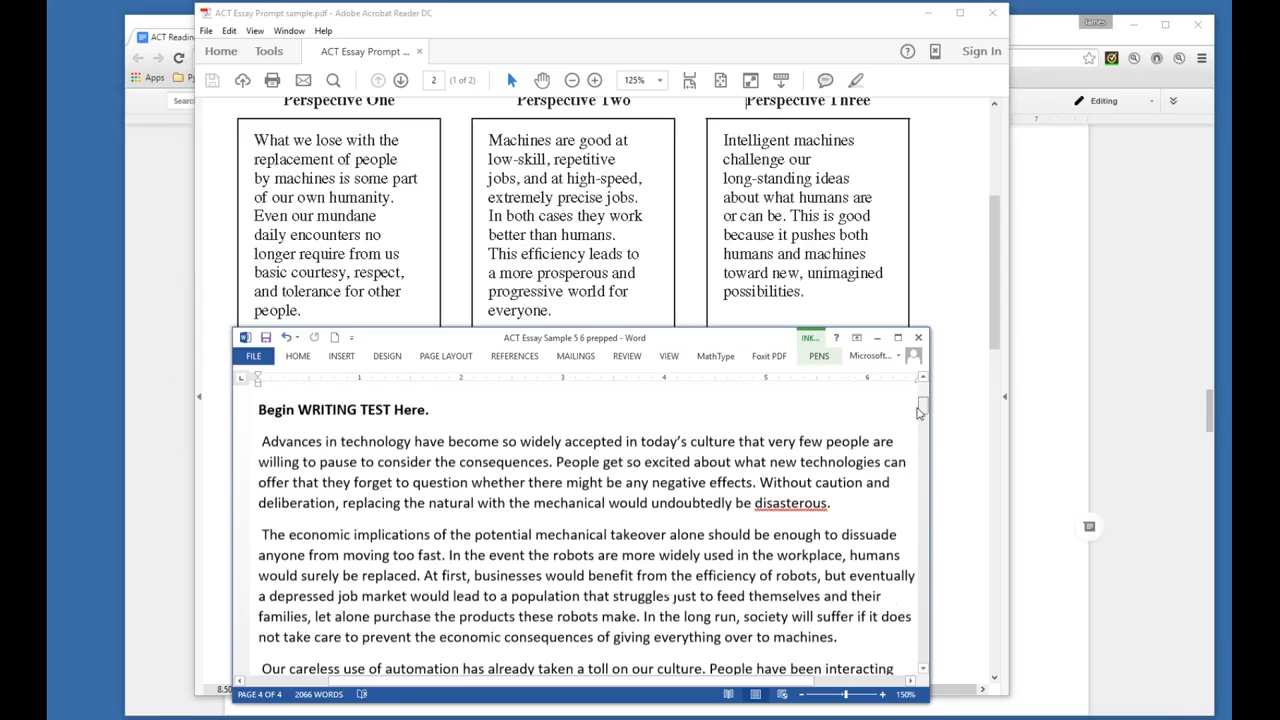 ACT Essay Prompt sample.pdf - Adobe Acrobat Reader DC
James
File Edit View Window Help
ACT Readin
Home Tools ACT Essay Prompt ... × Sign In
Apps
2 (1 of 2) 125%
Editing
Perspective One Perspective Two Perspective Three
What we lose with the
replacement of people
by machines is some part
of our own humanity.
Even our mundane
daily encounters no
longer require from us
basic courtesy, respect,
and tolerance for other
people.
Machines are good at
low-skill, repetitive
jobs, and at high-speed,
extremely precise jobs.
In both cases they work
better than humans.
This efficiency leads to
a more prosperous and
progressive world for
everyone.
Intelligent machines
challenge our
long-standing ideas
about what humans are
or can be. This is good
because it pushes both
humans and machines
toward new, unimagined
possibilities.
ACT Essay Sample 5 6 prepped - Word
INK...
FILE HOME INSERT DESIGN PAGE LAYOUT REFERENCES MAILINGS REVIEW VIEW MathType Foxit PDF PENS Microsoft...
1 2 3 4 5 6
Begin WRITING TEST Here.
Advances in technology have become so widely accepted in today's culture that very few people are
willing to pause to consider the consequences. People get so excited about what new technologies can
offer that they forget to question whether there might be any negative effects. Without caution and
deliberation, replacing the natural with the mechanical would undoubtedly be disasterous.
The economic implications of the potential mechanical takeover alone should be enough to dissuade
anyone from moving too fast. In the event the robots are more widely used in the workplace, humans
would surely be replaced. At first, businesses would benefit from the efficiency of robots, but eventually
a depressed job market would lead to a population that struggles just to feed themselves and their
families, let alone purchase the products these robots make. In the long run, society will suffer if it does
not take care to prevent the economic consequences of giving everything over to machines.
Our careless use of automation has already taken a toll on our culture. People have been interacting
8.50
PAGE 4 OF 4 2066 WORDS 150%